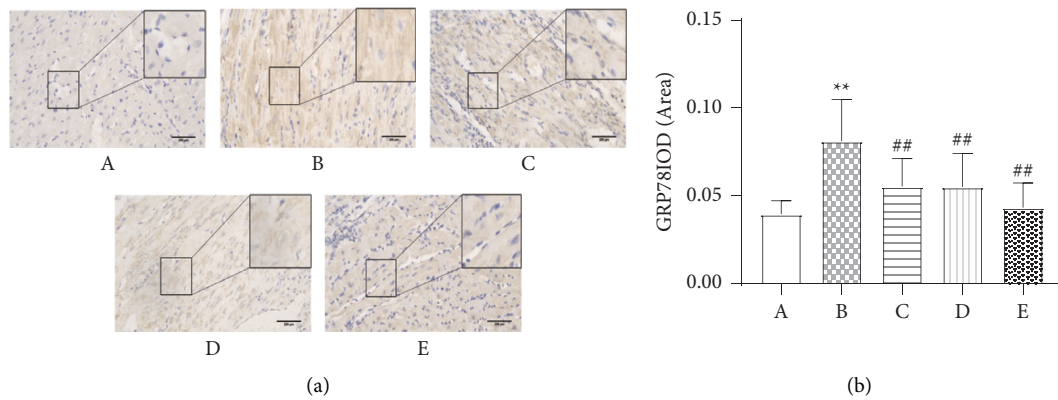 A
B
C
D
E
(a)
GRP78IOD (Area)
0.15
0.10
0.05
0.00
**
##
##
##
A B C D E
(b)